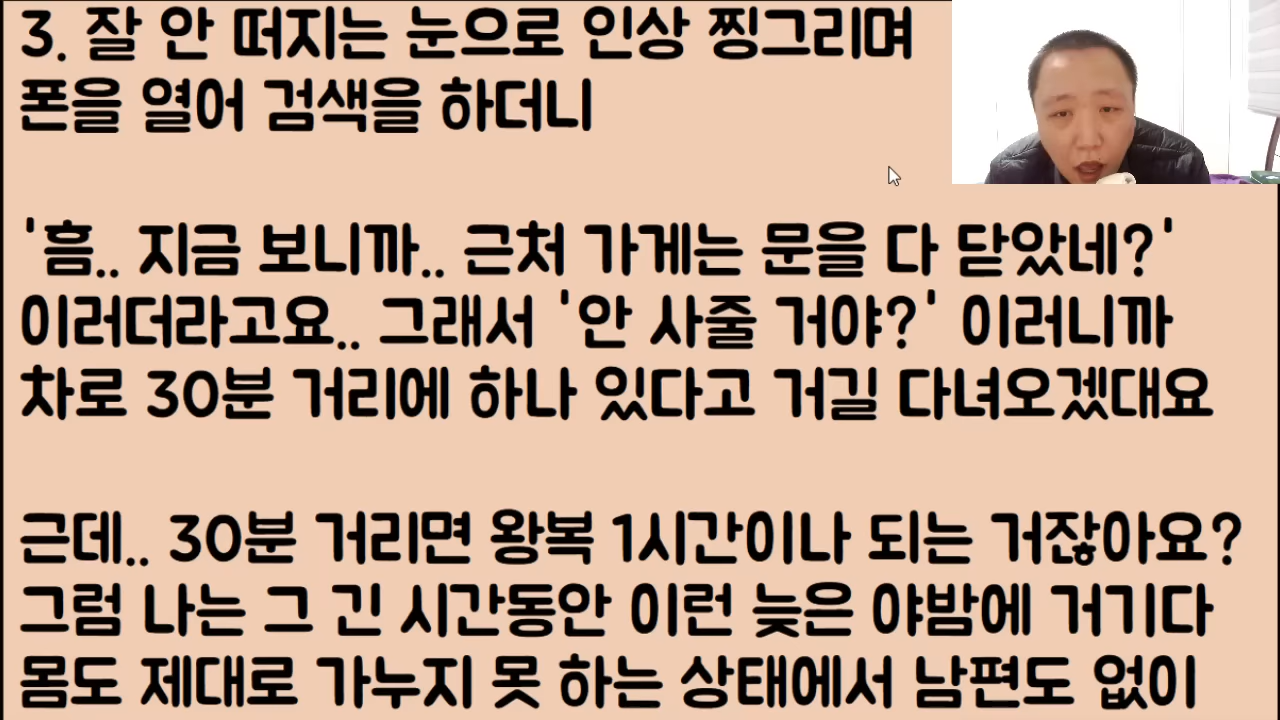 3. 잘 안 떠지는 눈으로 인상 찡그리며
폰을 열어 검색을 하더니
'흠.. 지금 보니까.. 근처 가게는 문을 다 닫았네?'
이러더라고요.. 그래서 '안 사줄 거야?' 이러니까
차로 30분 거리에 하나 있다고 거길 다녀오겠대요
근데.. 30분 거리면 왕복 1시간이나 되는 거잖아요?
그럼 나는 그 긴 시간동안 이런 늦은 야밤에 거기다
몸도 제대로 가누지 못 하는 상태에서 남편도 없이